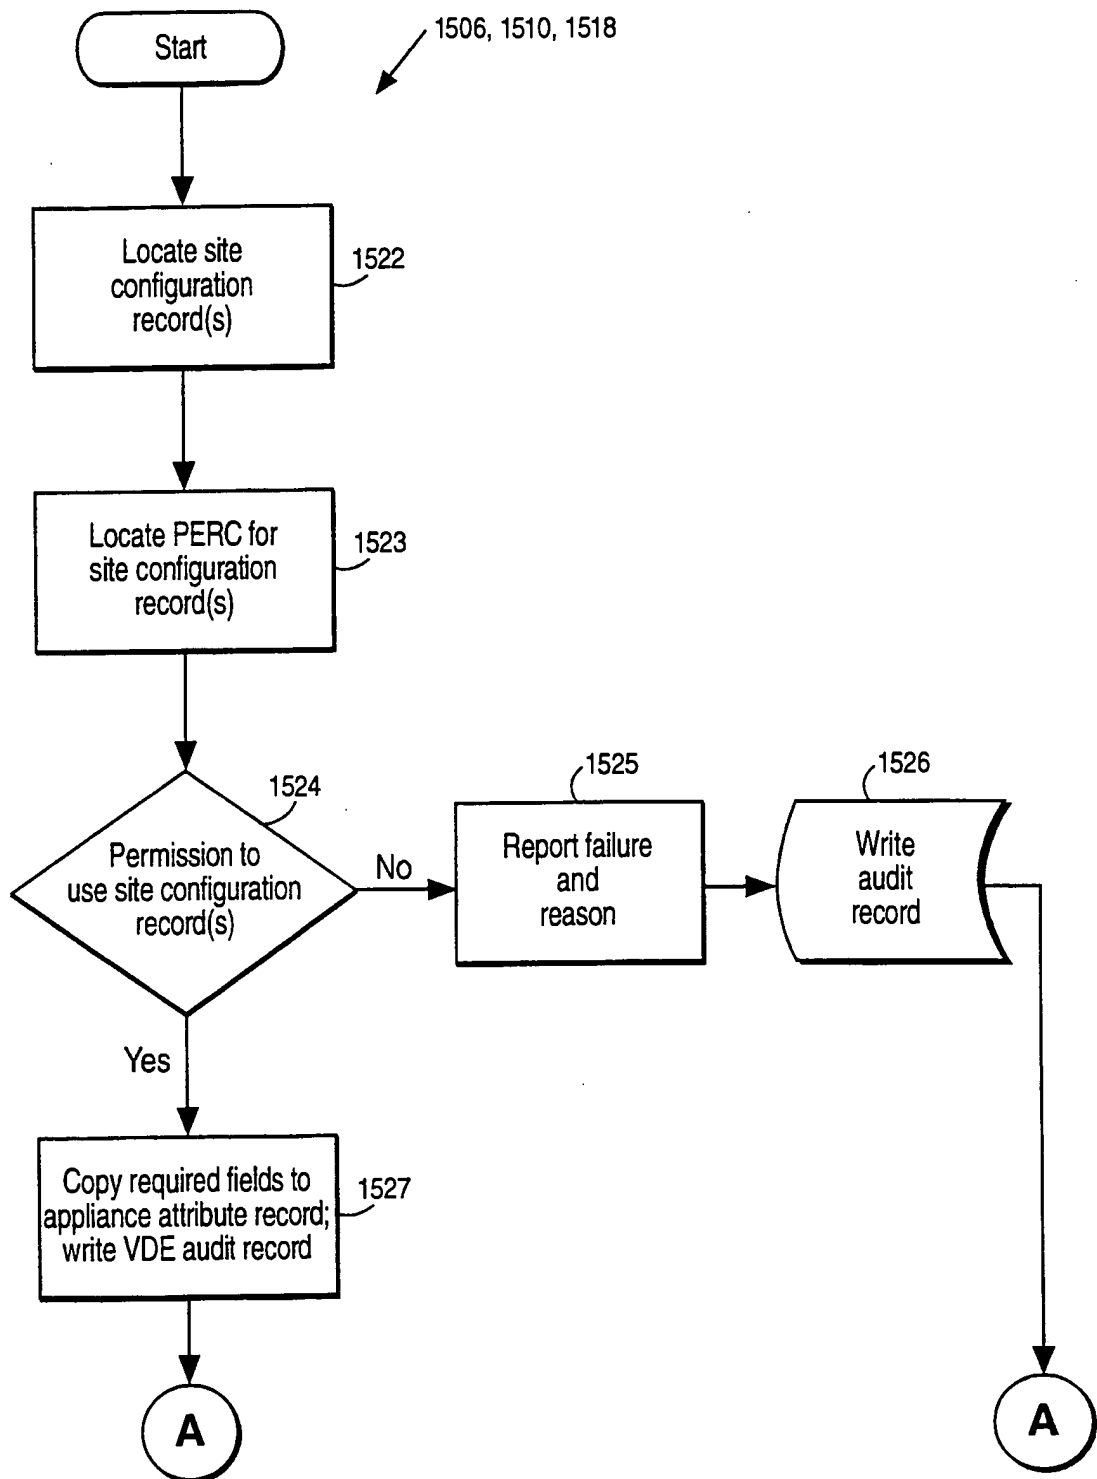 Start
1506, 1510, 1518
Locate site
configuration
record(s)
1522
Locate PERC for
site configuration
record(s)
1523
1524
Permission to
use site configuration
record(s)
No
1525
Report failure
and
reason
1526
Write
audit
record
Yes
Copy required fields to
appliance attribute record;
write VDE audit record
1527
A
A